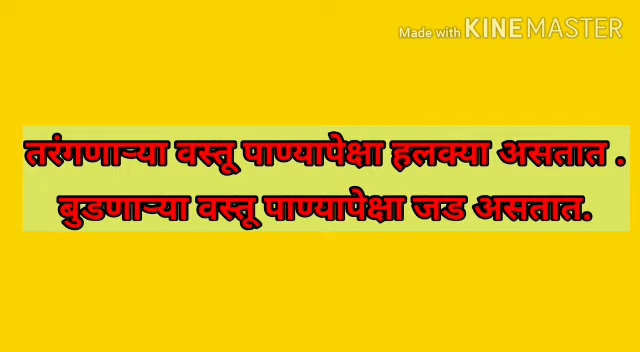 Made with KINEMASTER
तरंगणाऱ्या वस्तू पाण्यापेक्षा हलक्या असतात .
बुडणाऱ्या वस्तू पाण्यापेक्षा जड असतात.